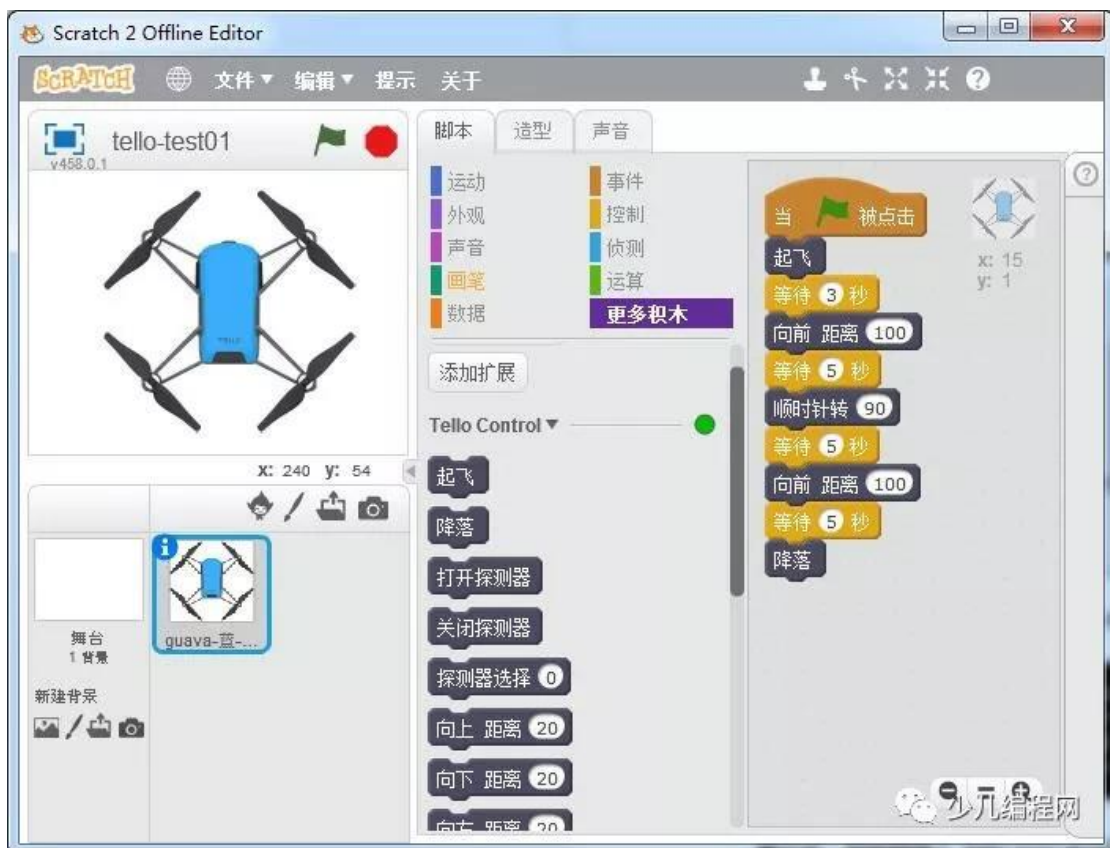 Scratch 2 Offline Editor
SCRATCH 文件 编辑 提示 关于
tello-test01
v458.0.1
x: 240 y: 54
舞台
1 背景
新建背景
guava-蓝-...
脚本 造型 声音
运动 事件
外观 控制
声音 侦测
画笔 运算
数据 更多积木
添加扩展
Tello Control
起飞
降落
打开探测器
关闭探测器
探测器选择 0
向上 距离 20
向下 距离 20
向左 距离 20
当 被点击
起飞
等待 3 秒
向前 距离 100
等待 5 秒
顺时针转 90
等待 5 秒
向前 距离 100
等待 5 秒
降落
x: 15
y: 1
少儿编程网